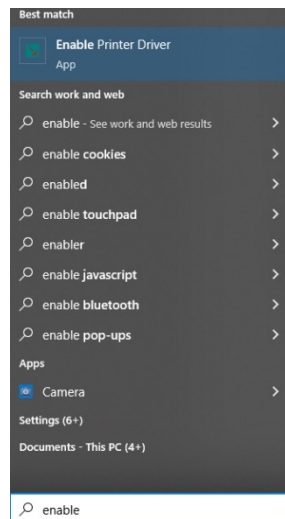 Best match
Enable Printer Driver
App
Search work and web
enable - See work and web results
enable cookies
enabled
enable touchpad
enabler
enable javascript
enable bluetooth
enable pop-ups
Apps
Camera
Settings (6+)
Documents - This PC (4+)
enable